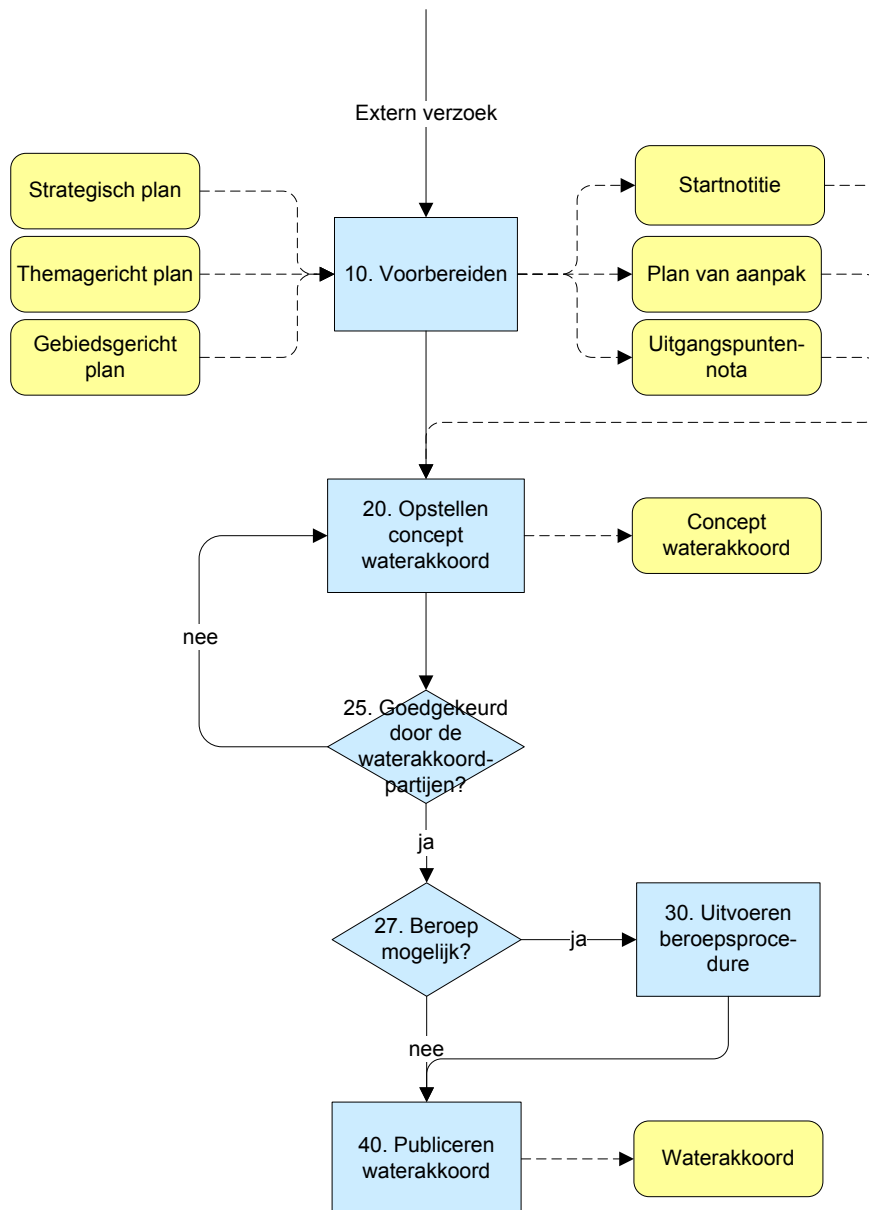 Extern verzoek
Strategisch plan
Startnotitie
Themagericht plan
10. Voorbereiden
Plan van aanpak
Gebiedsgericht
plan
Uitgangspunten-
nota
20. Opstellen
concept
waterakkoord
Concept
waterakkoord
nee
25. Goedgekeurd
door de
waterakkoord-
partijen?
ja
27. Beroep
mogelijk?
ja
30. Uitvoeren
beroepsproce-
dure
nee
40. Publiceren
waterakkoord
Waterakkoord